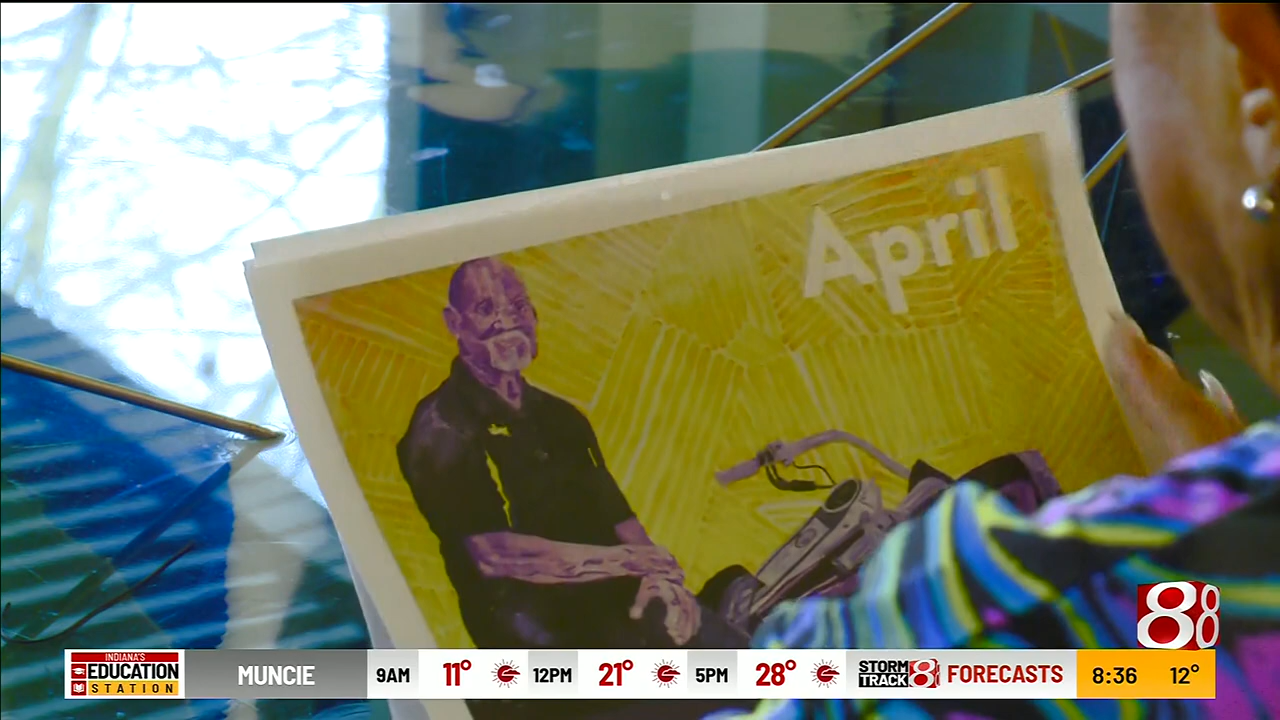 April
8
INDIANA'S
EDUCATION
STATION
MUNCIE
9AM 11° 12PM 21° 5PM 28°
STORM
TRACK 8 FORECASTS
8:36 12°